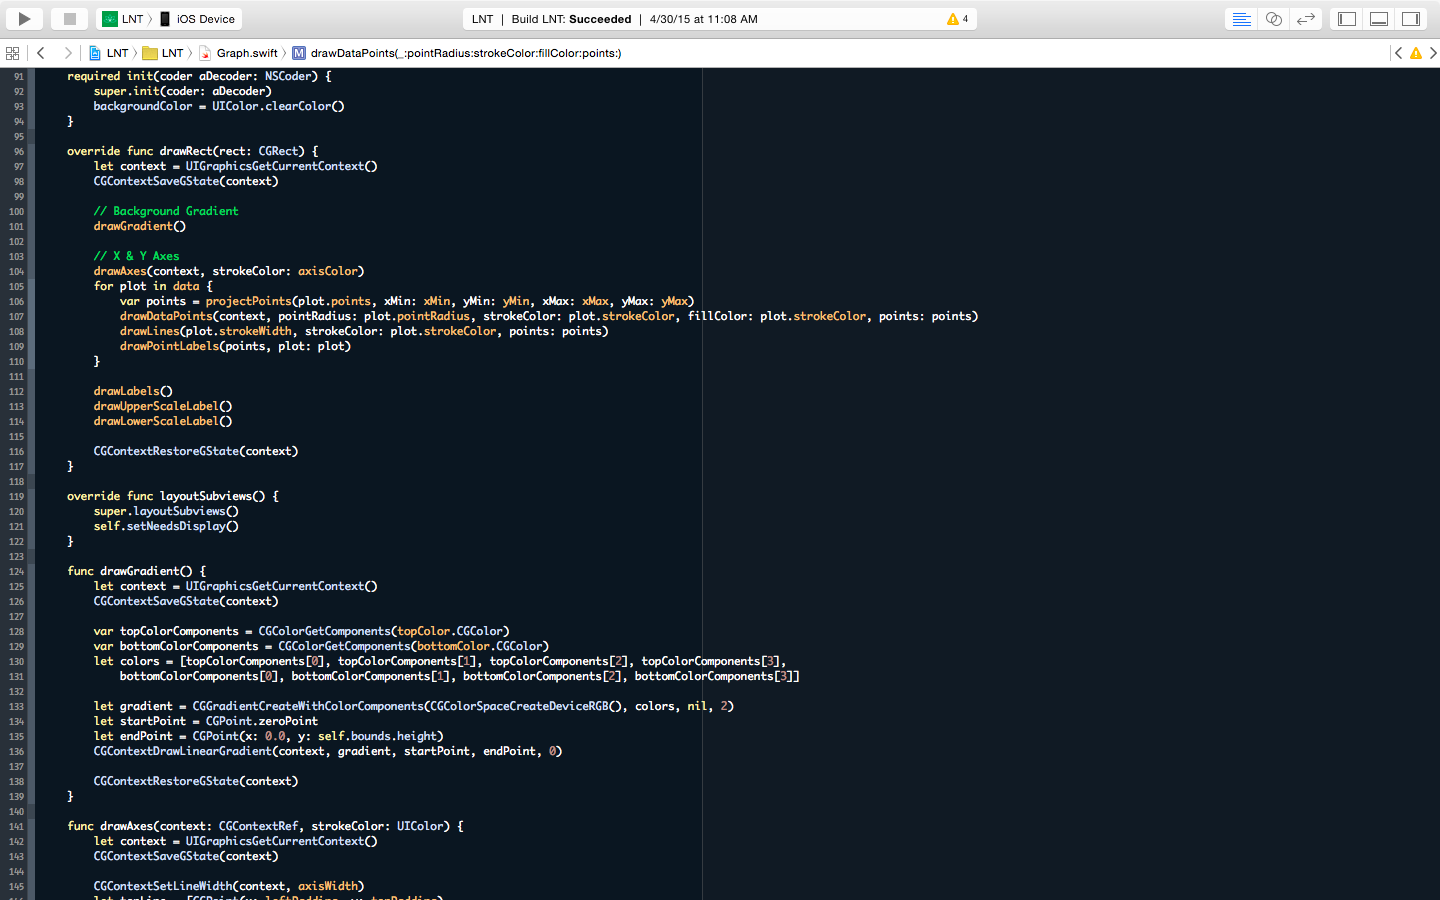 LNT 〉 iOS Device
LNT | Build LNT: Succeeded | 4/30/15 at 11:08 AM
4
LNT 〉 LNT 〉 Graph.swift 〉 M drawDataPoints(_:pointRadius:strokeColor:fillColor:points:)
91 required init(coder aDecoder: NSCoder) {
92 super.init(coder: aDecoder)
93 backgroundColor = UIColor.clearColor()
94 }
95
96 override func drawRect(rect: CGRect) {
97 let context = UIGraphicsGetCurrentContext()
98 CGContextSaveGState(context)
99
100 // Background Gradient
101 drawGradient()
102
103 // X & Y Axes
104 drawAxes(context, strokeColor: axisColor)
105 for plot in data {
106 var points = projectPoints(plot.points, xMin: xMin, yMin: yMin, xMax: xMax, yMax: yMax)
107 drawDataPoints(context, pointRadius: plot.pointRadius, strokeColor: plot.strokeColor, fillColor: plot.strokeColor, points: points)
108 drawLines(plot.strokeWidth, strokeColor: plot.strokeColor, points: points)
109 drawPointLabels(points, plot: plot)
110 }
111
112 drawLabels()
113 drawUpperScaleLabel()
114 drawLowerScaleLabel()
115
116 CGContextRestoreGState(context)
117 }
118
119 override func layoutSubviews() {
120 super.layoutSubviews()
121 self.setNeedsDisplay()
122 }
123
124 func drawGradient() {
125 let context = UIGraphicsGetCurrentContext()
126 CGContextSaveGState(context)
127
128 var topColorComponents = CGColorGetComponents(topColor.CGColor)
129 var bottomColorComponents = CGColorGetComponents(bottomColor.CGColor)
130 let colors = [topColorComponents[0], topColorComponents[1], topColorComponents[2], topColorComponents[3],
131 bottomColorComponents[0], bottomColorComponents[1], bottomColorComponents[2], bottomColorComponents[3]]
132
133 let gradient = CGGradientCreateWithColorComponents(CGColorSpaceCreateDeviceRGB(), colors, nil, 2)
134 let startPoint = CGPoint.zeroPoint
135 let endPoint = CGPoint(x: 0.0, y: self.bounds.height)
136 CGContextDrawLinearGradient(context, gradient, startPoint, endPoint, 0)
137
138 CGContextRestoreGState(context)
139 }
140
141 func drawAxes(context: CGContextRef, strokeColor: UIColor) {
142 let context = UIGraphicsGetCurrentContext()
143 CGContextSaveGState(context)
144
145 CGContextSetLineWidth(context, axisWidth)